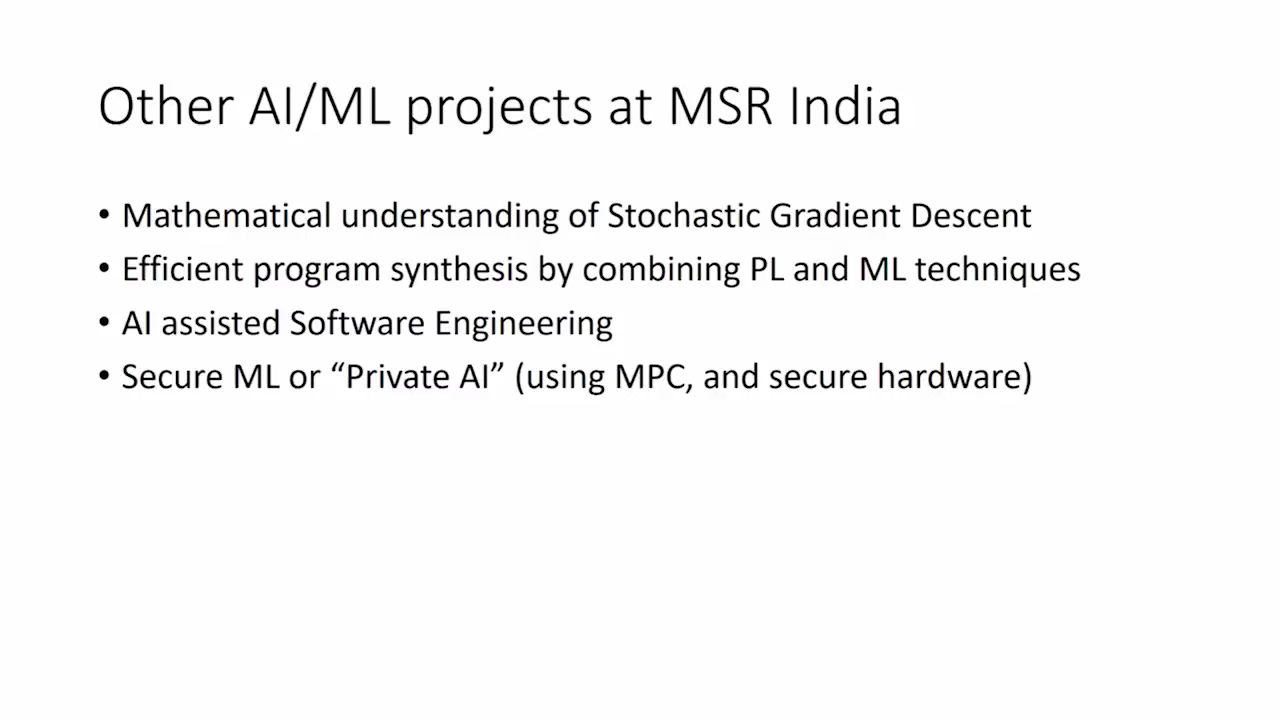 Other AI/ML projects at MSR India
• Mathematical understanding of Stochastic Gradient Descent
• Efficient program synthesis by combining PL and ML techniques
• AI assisted Software Engineering
• Secure ML or “Private AI” (using MPC, and secure hardware)